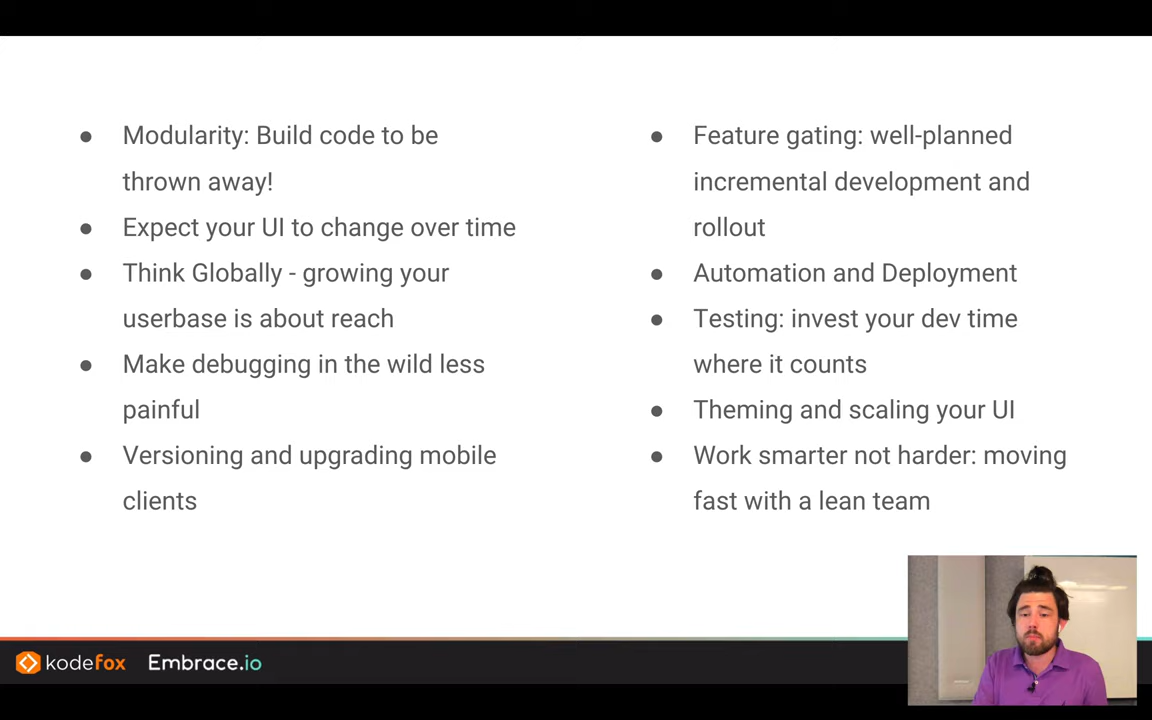 Modularity: Build code to be
thrown away!
Expect your UI to change over time
Think Globally - growing your
userbase is about reach
Make debugging in the wild less
painful
Versioning and upgrading mobile
clients
Feature gating: well-planned
incremental development and
rollout
Automation and Deployment
Testing: invest your dev time
where it counts
Theming and scaling your UI
Work smarter not harder: moving
fast with a lean team
kodefox Embrace.io